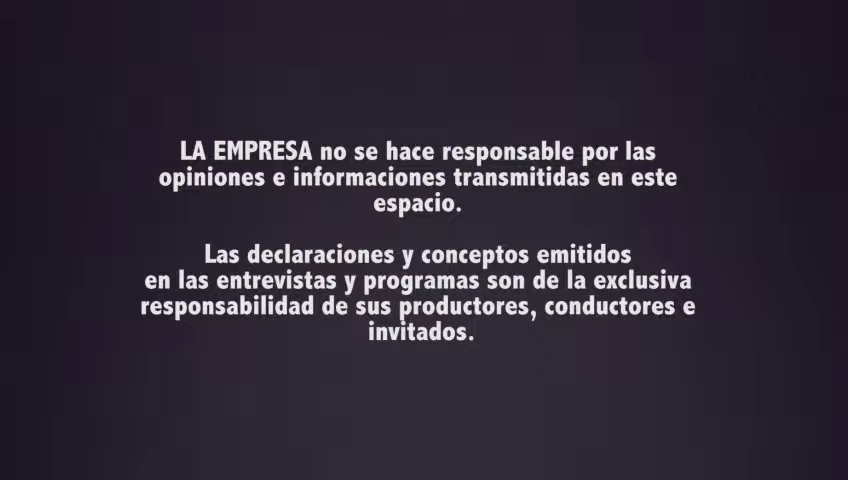 LA EMPRESA no se hace responsable por las
opiniones e informaciones transmitidas en este
espacio.
Las declaraciones y conceptos emitidos
en las entrevistas y programas son de la exclusiva
responsabilidad de sus productores, conductores e
invitados.